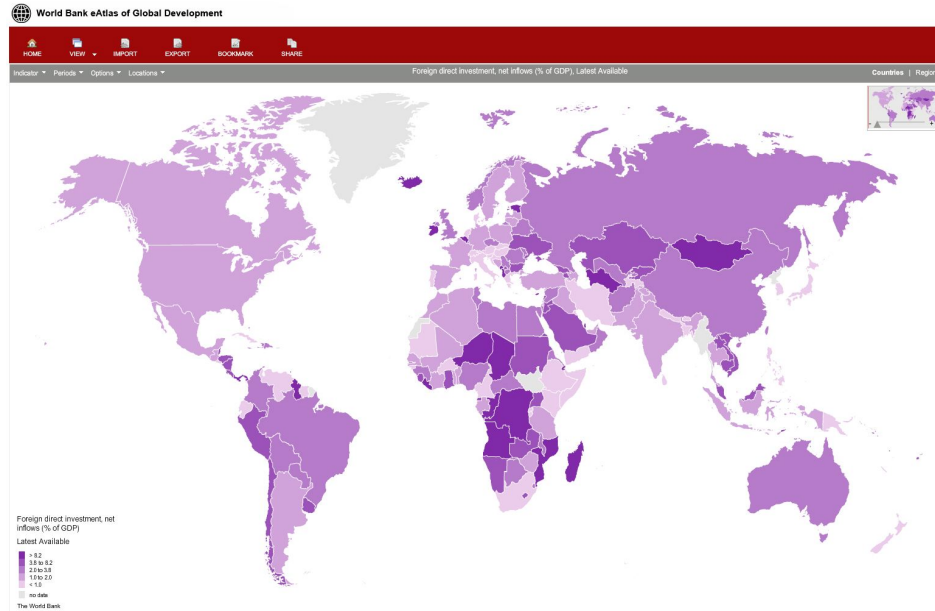 World Bank eAtlas of Global Development
HOME VIEW IMPORT EXPORT BOOKMARK SHARE
Indicator Periods Options Locations Foreign direct investment, net inflows (% of GDP), Latest Available Countries | Region
Foreign direct investment, net
inflows (% of GDP)
Latest Available
> 8.2
3.8 to 8.2
2.0 to 3.8
1.0 to 2.0
< 1.0
no data
The World Bank